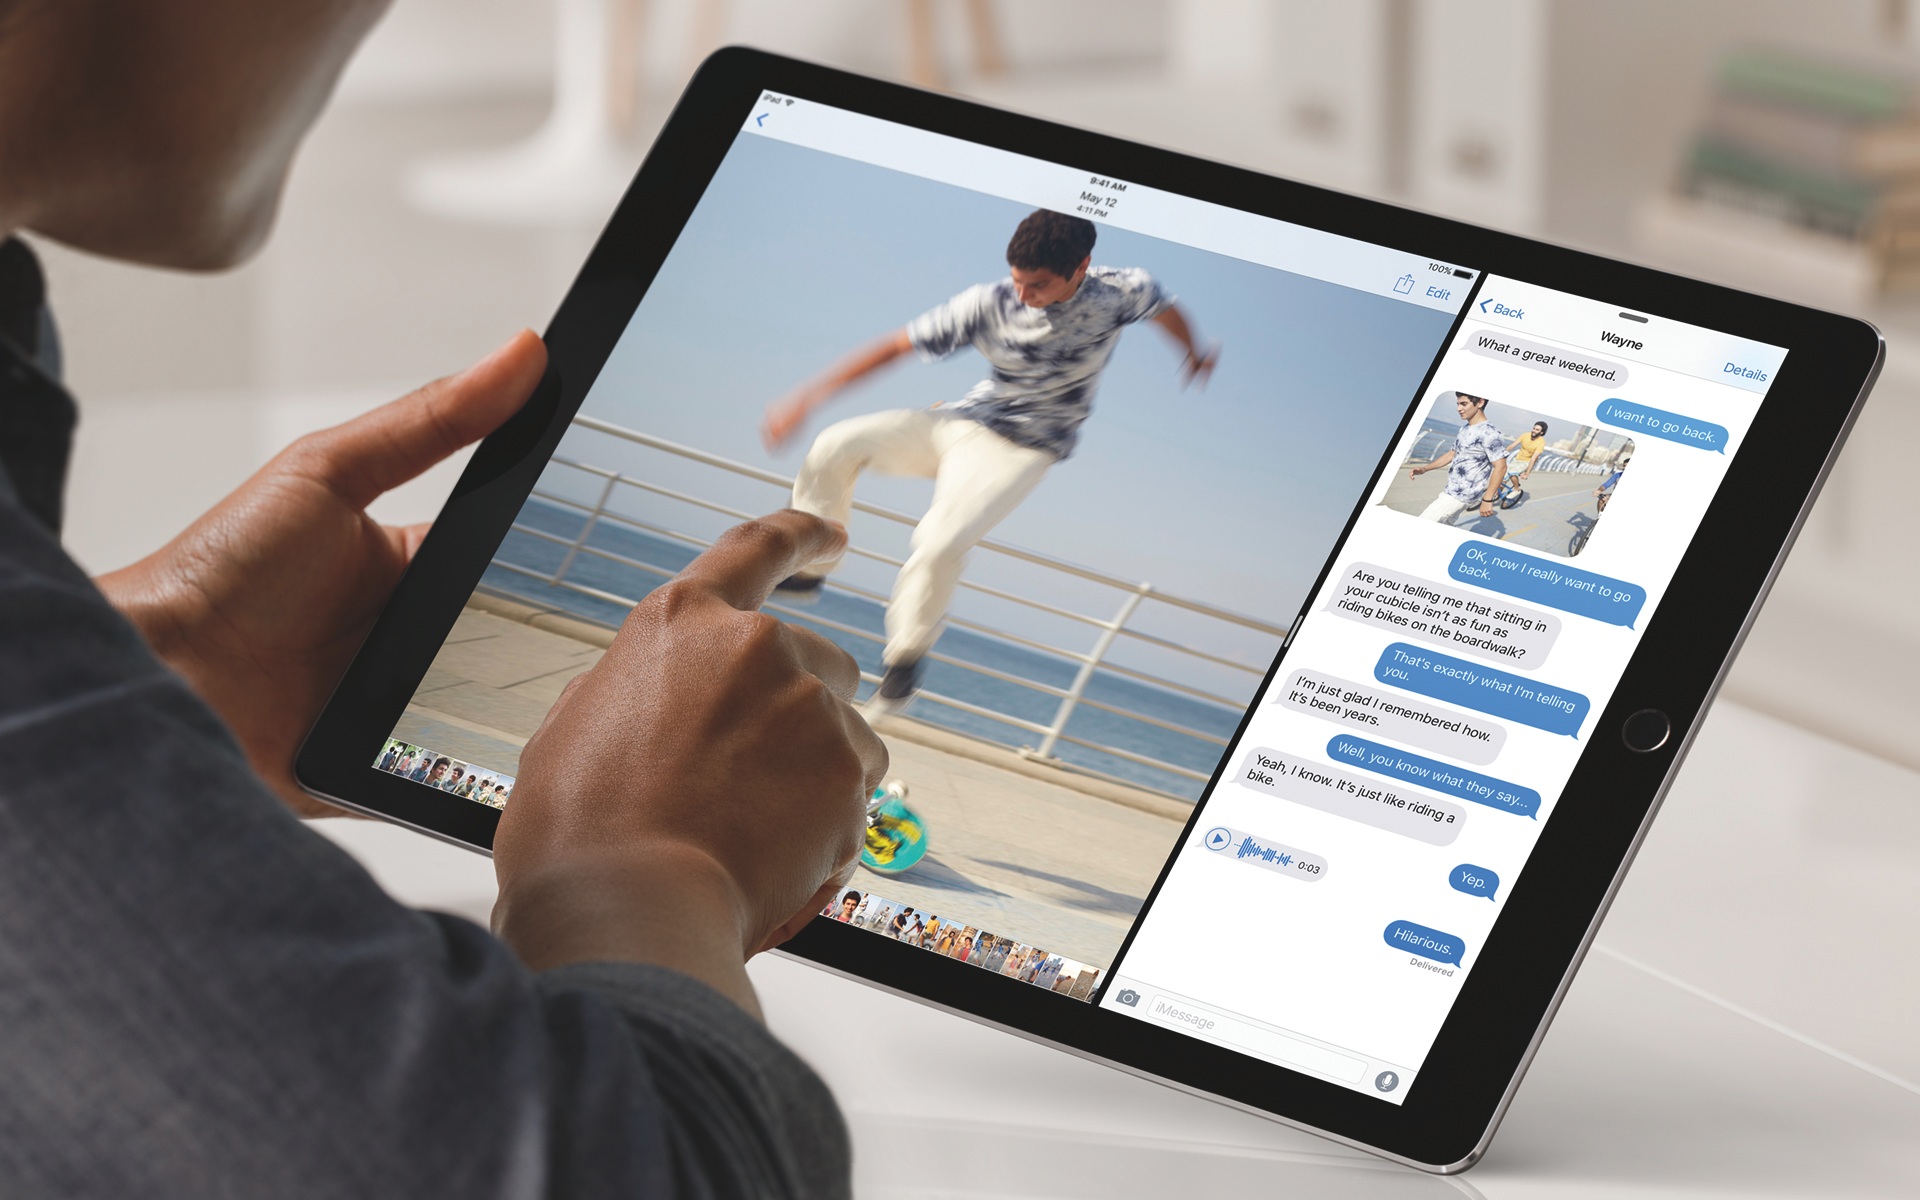 iPad
9:41 AM
May 12
4:11 PM
100%
Edit
Back
Wayne
Details
What a great weekend.
I want to go back.
OK, now I really want to go
back.
Are you telling me that sitting in
your cubicle isn't as fun as
riding bikes on the boardwalk?
That's exactly what I'm telling
you.
I'm just glad I remembered how.
It's been years.
Well, you know what they say...
Yeah, I know. It's just like riding a
bike.
0:03
Yep.
Hilarious.
Delivered
iMessage